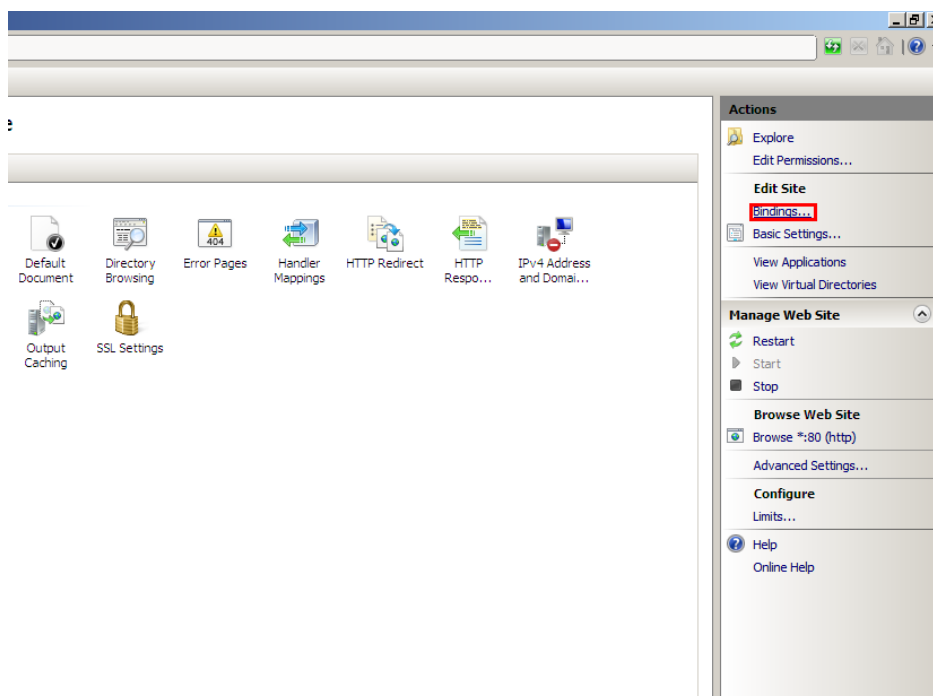 Actions
Explore
Edit Permissions...
Edit Site
Bindings...
Basic Settings...
View Applications
View Virtual Directories
Manage Web Site
Restart
Start
Stop
Browse Web Site
Browse *:80 (http)
Advanced Settings...
Configure
Limits...
Help
Online Help
Default
Document
Directory
Browsing
Error Pages
404
Handler
Mappings
HTTP Redirect
HTTP
Respo...
IPv4 Address
and Domai...
Output
Caching
SSL Settings